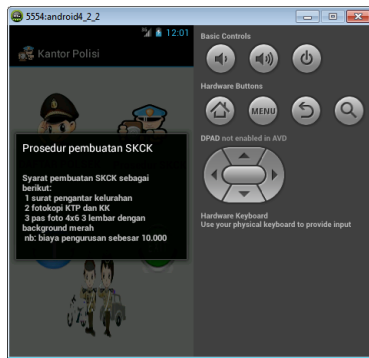 5554:android4_2_2
12:01
Kantor Polisi
Prosedur pembuatan SKCK
Syarat pembuatan SKCK sebagai
berikut:
1 surat pengantar kelurahan
2 fotokopi KTP dan KK
3 pas foto 4x6 3 lembar dengan
background merah
nb: biaya pengurusan sebesar 10.000
Basic Controls
Hardware Buttons
MENU
DPAD not enabled in AVD
Hardware Keyboard
Use your physical keyboard to provide input